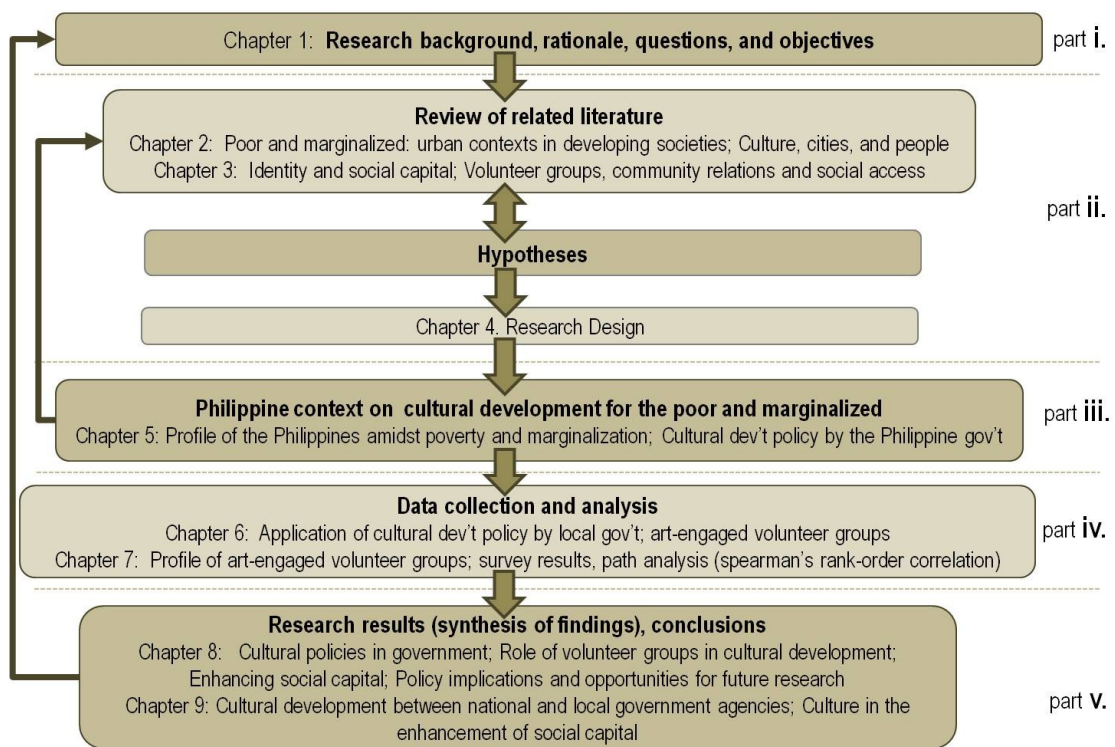 Chapter 1: Research background, rationale, questions, and objectives
part i.
Review of related literature
Chapter 2: Poor and marginalized: urban contexts in developing societies; Culture, cities, and people
Chapter 3: Identity and social capital; Volunteer groups, community relations and social access
part ii.
Hypotheses
Chapter 4. Research Design
Philippine context on cultural development for the poor and marginalized
Chapter 5: Profile of the Philippines amidst poverty and marginalization; Cultural dev't policy by the Philippine gov't
part iii.
Data collection and analysis
Chapter 6: Application of cultural dev't policy by local gov't; art-engaged volunteer groups
Chapter 7: Profile of art-engaged volunteer groups; survey results, path analysis (spearman's rank-order correlation)
part iv.
Research results (synthesis of findings), conclusions
Chapter 8: Cultural policies in government; Role of volunteer groups in cultural development;
Enhancing social capital; Policy implications and opportunities for future research
Chapter 9: Cultural development between national and local government agencies; Culture in the
enhancement of social capital
part v.